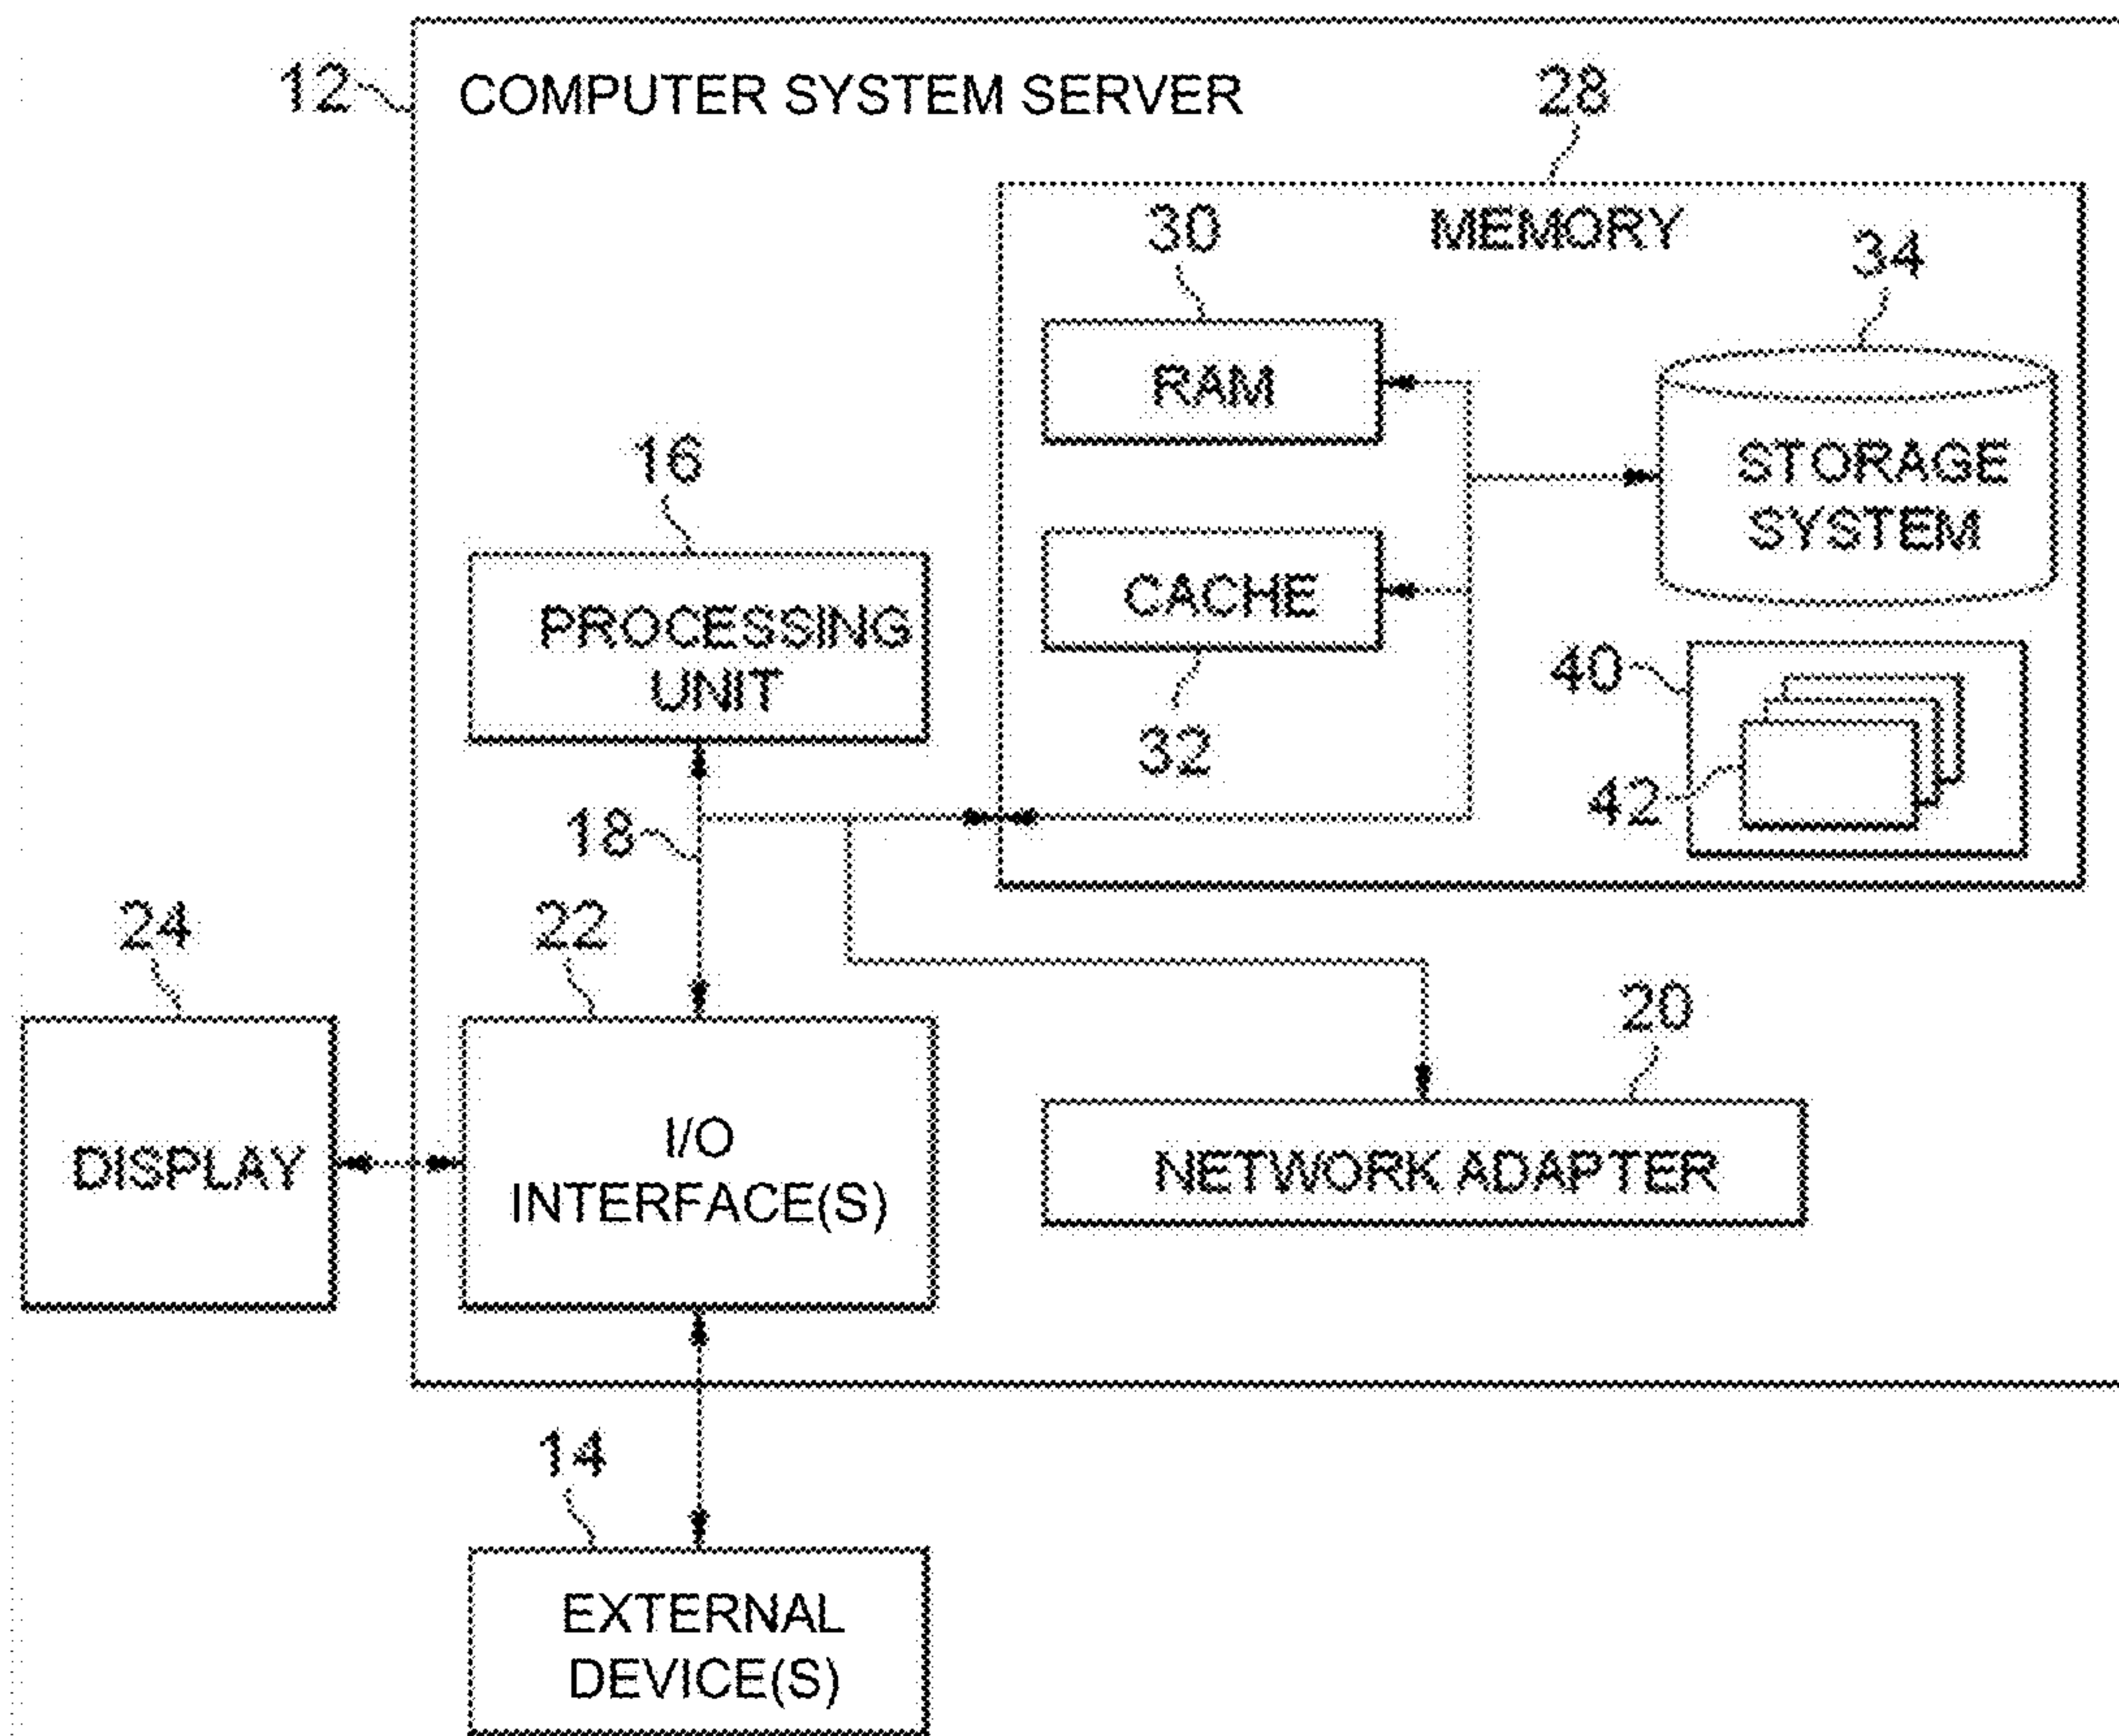 12
COMPUTER SYSTEM SERVER
28
MEMORY
30
34
RAM
STORAGE
SYSTEM
16
PROCESSING
UNIT
CACHE
32
40
42
18
24
22
20
DISPLAY
I/O
INTERFACE(S)
NETWORK ADAPTER
14
EXTERNAL
DEVICE(S)